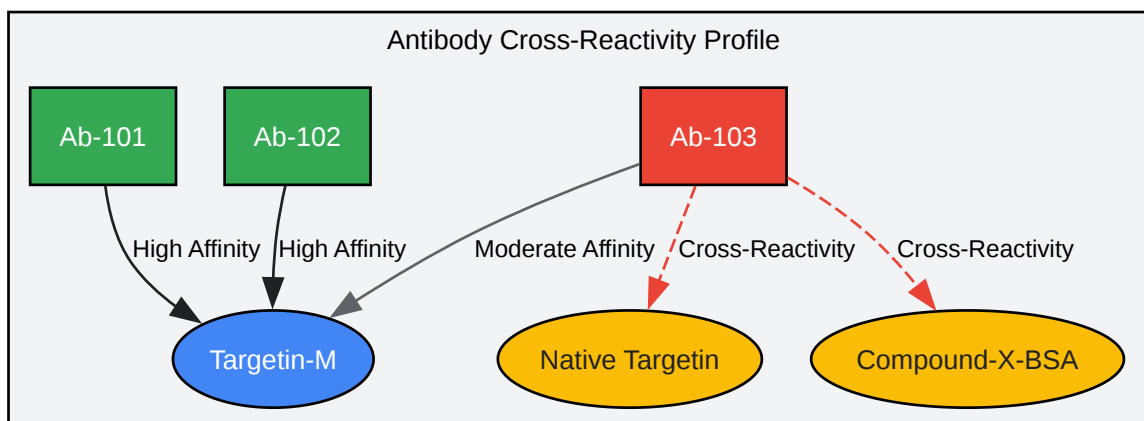 Antibody Cross-Reactivity Profile
Ab-101
Ab-102
Ab-103
High Affinity
High Affinity
Moderate Affinity
Cross-Reactivity
Cross-Reactivity
Targetin-M
Native Targetin
Compound-X-BSA